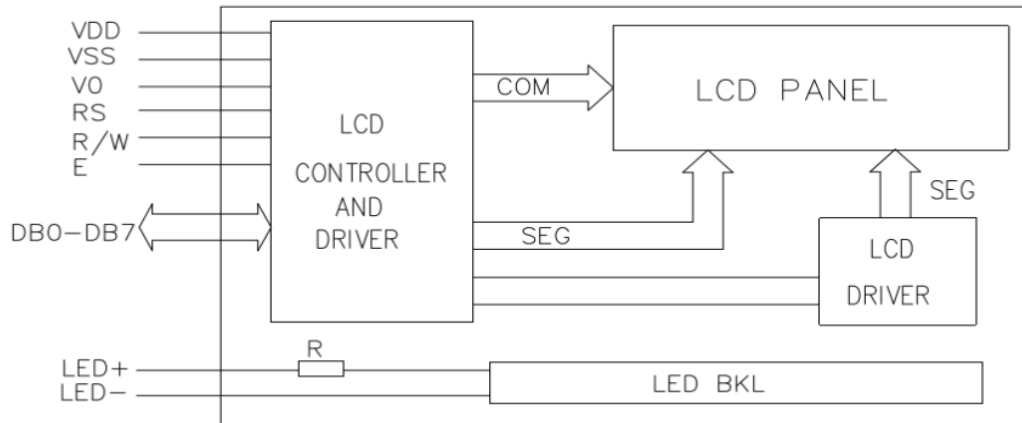 VDD
VSS
V0
RS
R/W
E
DB0-DB7
LED+
LED-
LCD
CONTROLLER
AND
DRIVER
COM
SEG
LCD PANEL
SEG
LCD
DRIVER
R
LED BKL